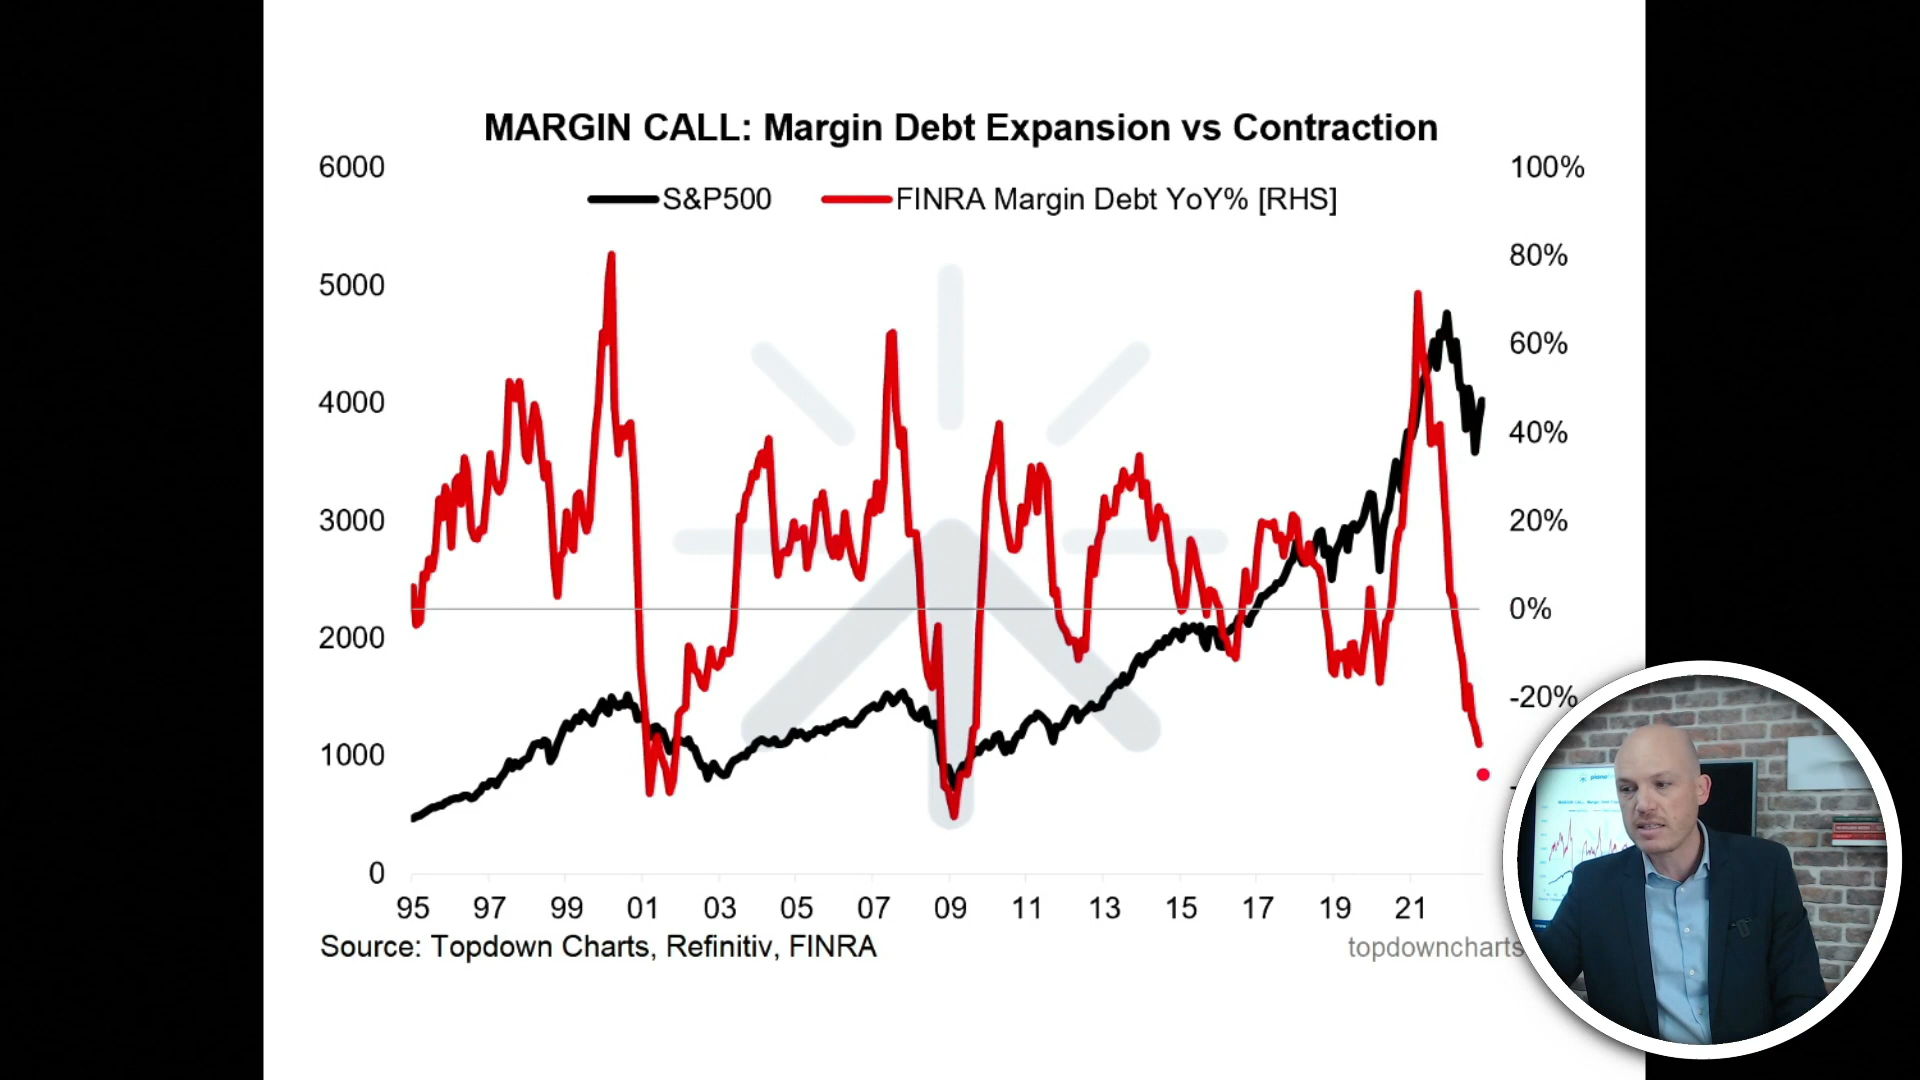 MARGIN CALL: Margin Debt Expansion vs Contraction
6000
100%
S&P500
FINRA Margin Debt YoY% [RHS]
80%
5000
60%
4000
40%
3000
20%
0%
2000
-20%
1000
0
95 97 99 01 03 05 07 09 11 13 15 17 19 21
Source: Topdown Charts, Refinitiv, FINRA
topdowncharts